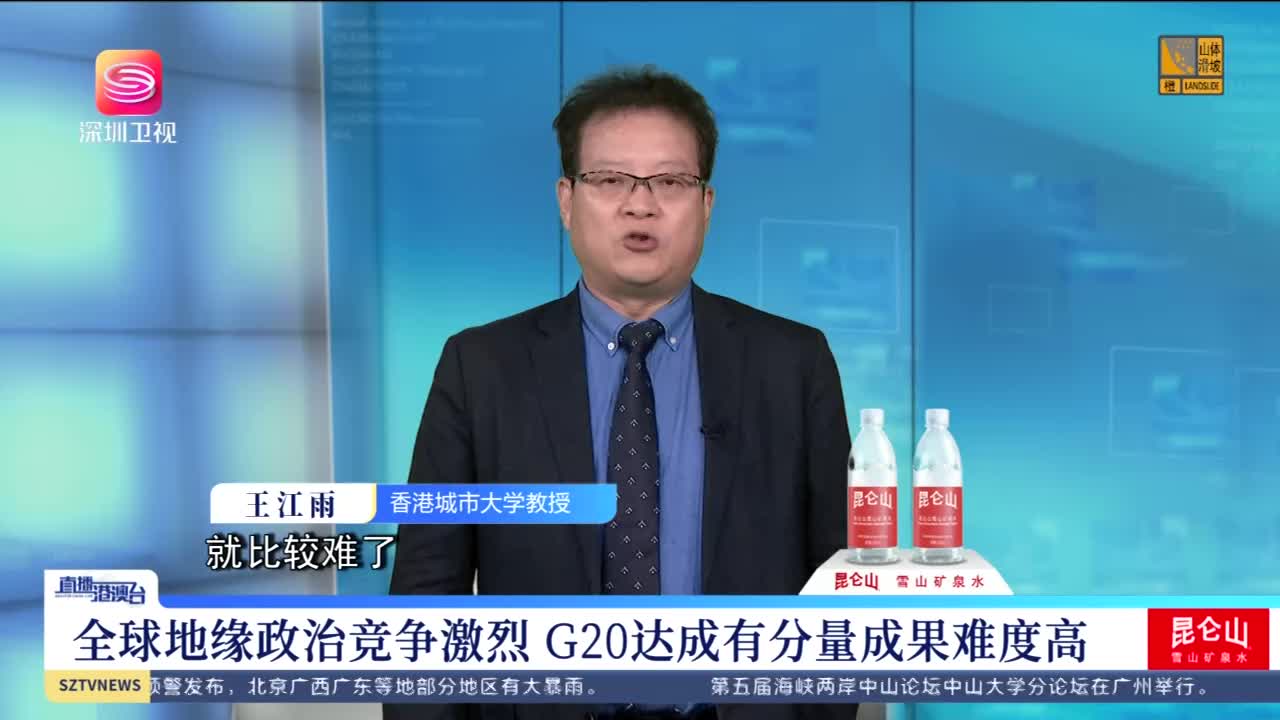 深圳卫视
山体
滑坡
橙 LANDSLIDE
王江雨 香港城市大学教授
就比较难了
昆仑山
昆仑山
昆仑山 雪山矿泉水
直播
港澳台
全球地缘政治竞争激烈 G20达成有分量成果难度高
昆仑山
雪山矿泉水
SZTVNEWS 预警发布，北京广西广东等地部分地区有大暴雨。 第五届海峡两岸中山论坛中山大学分论坛在广州举行。